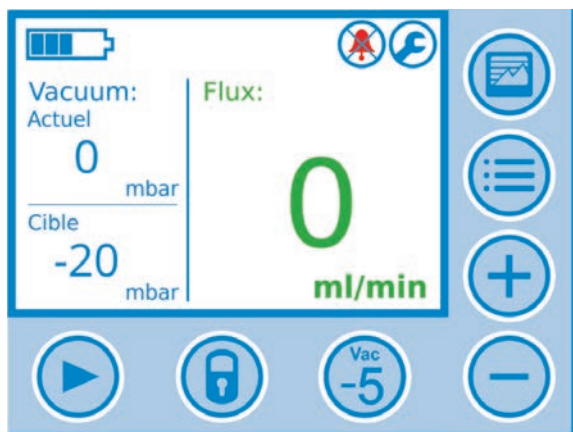 Vacuum:
Actuel
0
mbar
Cible
-20
mbar
Flux:
0
ml/min
Vac
-5